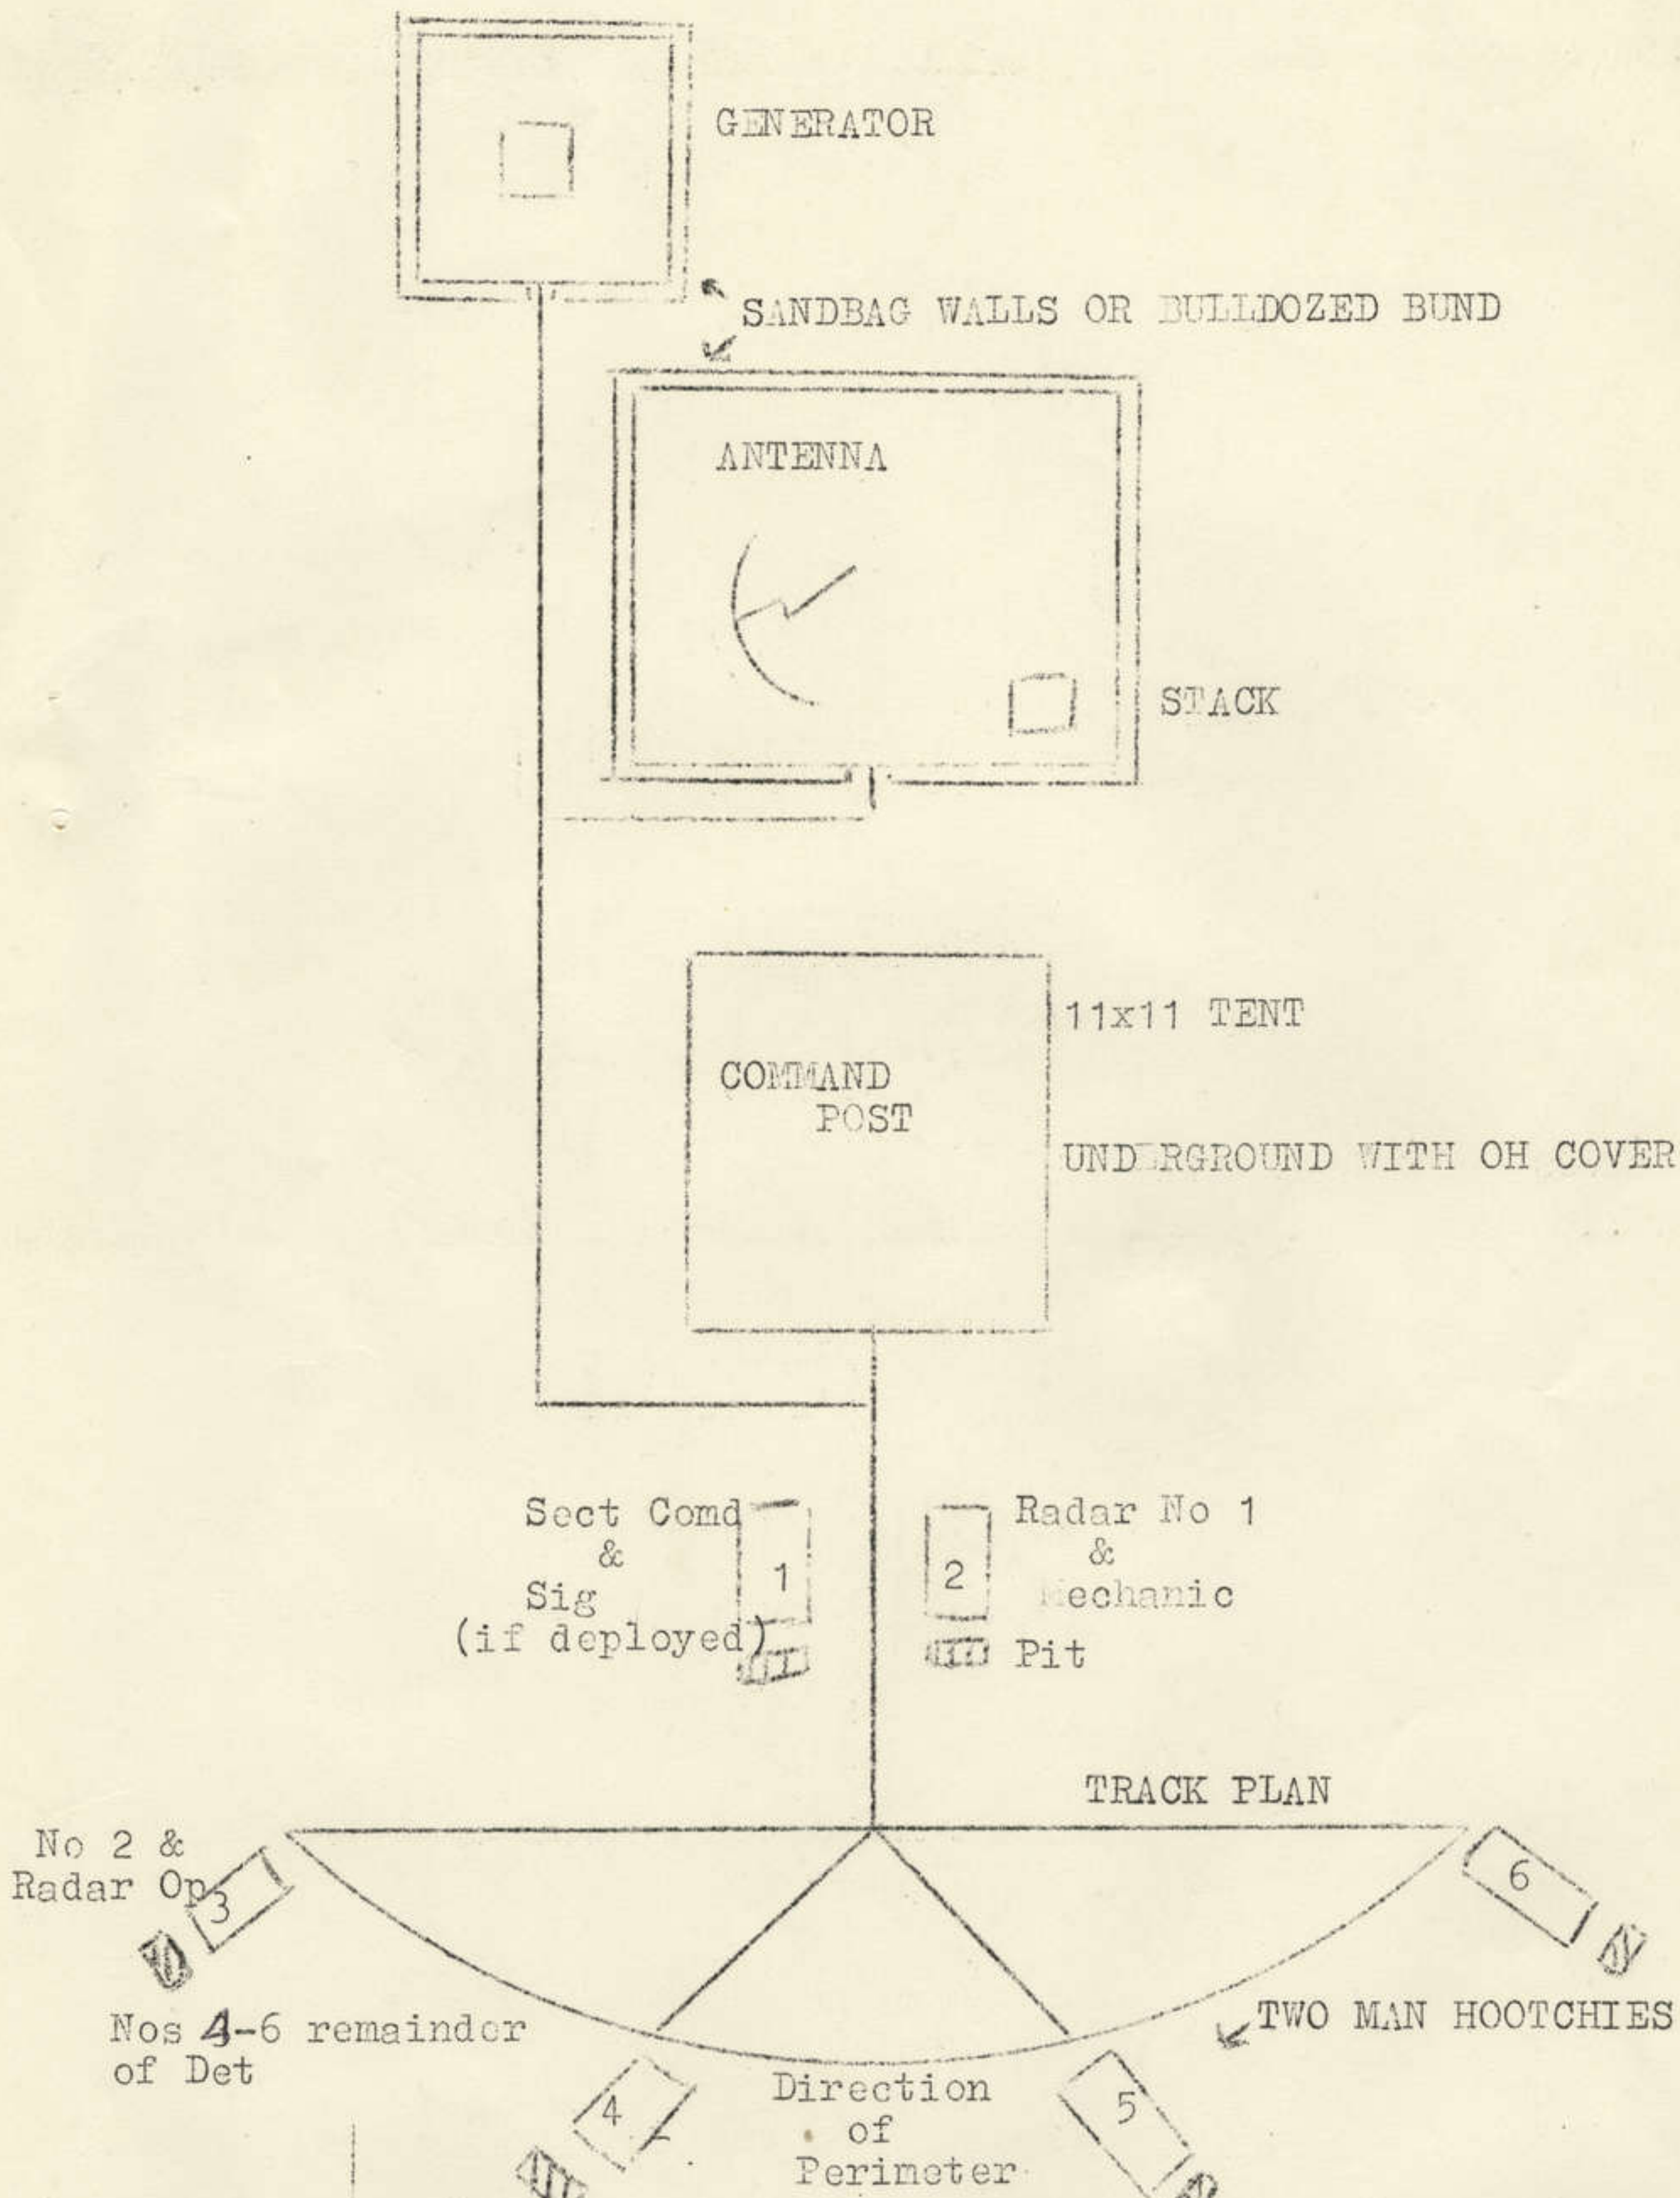 GENERATOR
SANDBAG WALLS OR BULLDOZED BUND
ANTENNA
STACK
11x11 TENT
COMMAND
POST
UNDERGROUND WITH OH COVER
Sect Comd
&
Sig
(if deployed)
1
2
Radar No 1
&
Mechanic
Pit
TRACK PLAN
No 2 &
Radar Op
3
6
Nos 4-6 remainder
of Det
TWO MAN HOOTCHIES
4
5
Direction
of
Perimeter